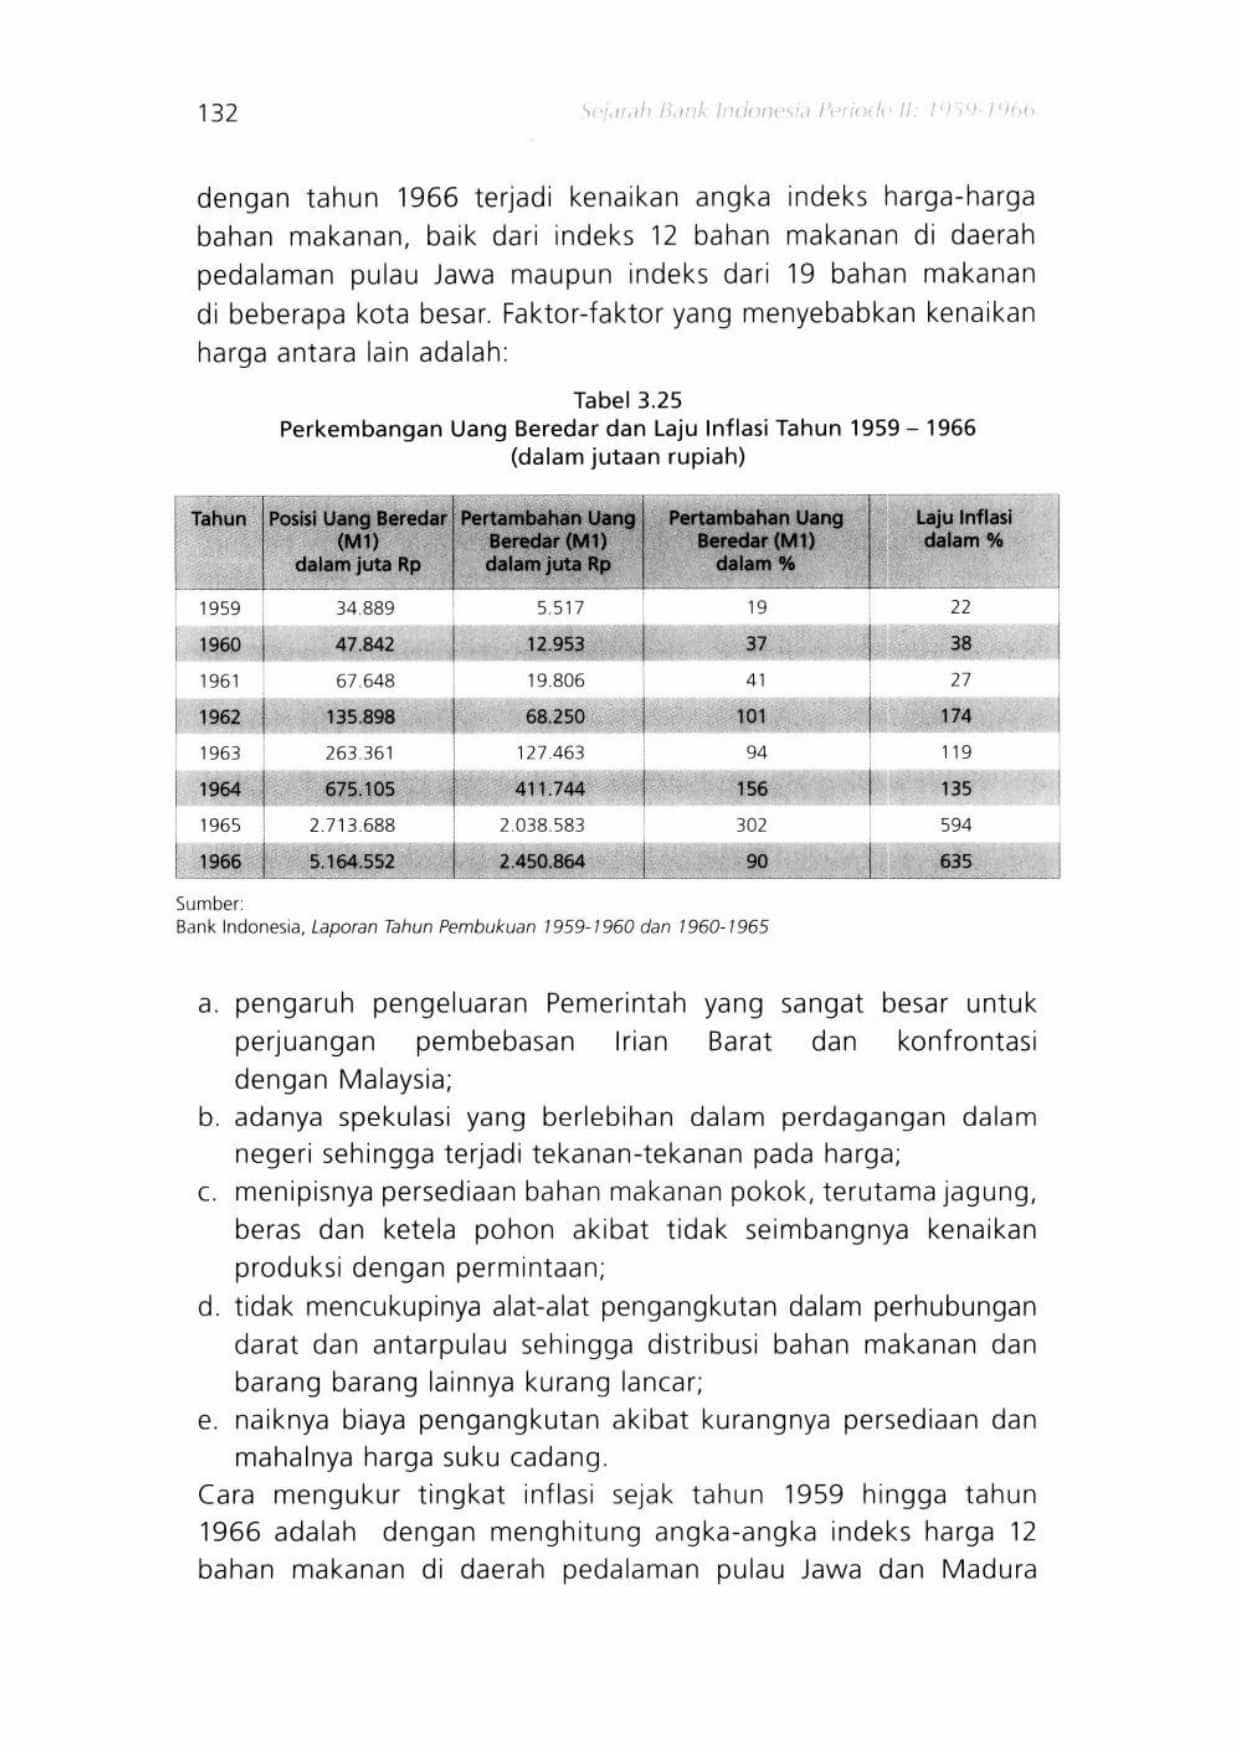 132
Sejarah Bank Indonesia Periode II: 1959-1966
dengan tahun 1966 terjadi kenaikan angka indeks harga-harga
bahan makanan, baik dari indeks 12 bahan makanan di daerah
pedalaman pulau Jawa maupun indeks dari 19 bahan makanan
di beberapa kota besar. Faktor-faktor yang menyebabkan kenaikan
harga antara lain adalah:
Tabel 3.25
Perkembangan Uang Beredar dan Laju Inflasi Tahun 1959 – 1966
(dalam jutaan rupiah)
Tahun Posisi Uang Beredar Pertambahan Uang Pertambahan Uang Laju Inflasi
(M1) Beredar (M1) Beredar (M1) dalam %
dalam juta Rp dalam juta Rp dalam %
1959 34.889 5.517 19 22
1960 47.842 12.953 37 38
1961 67.648 19.806 41 27
1962 135.898 68.250 101 174
1963 263.361 127.463 94 119
1964 675.105 411.744 156 135
1965 2.713.688 2.038.583 302 594
1966 5.164.552 2.450.864 90 635
Sumber:
Bank Indonesia, Laporan Tahun Pembukuan 1959-1960 dan 1960-1965
a. pengaruh pengeluaran Pemerintah yang sangat besar untuk
perjuangan pembebasan Irian Barat dan konfrontasi
dengan Malaysia;
b. adanya spekulasi yang berlebihan dalam perdagangan dalam
negeri sehingga terjadi tekanan-tekanan pada harga;
c. menipisnya persediaan bahan makanan pokok, terutama jagung,
beras dan ketela pohon akibat tidak seimbangnya kenaikan
produksi dengan permintaan;
d. tidak mencukupinya alat-alat pengangkutan dalam perhubungan
darat dan antarpulau sehingga distribusi bahan makanan dan
barang barang lainnya kurang lancar;
e. naiknya biaya pengangkutan akibat kurangnya persediaan dan
mahalnya harga suku cadang.
Cara mengukur tingkat inflasi sejak tahun 1959 hingga tahun
1966 adalah dengan menghitung angka-angka indeks harga 12
bahan makanan di daerah pedalaman pulau Jawa dan Madura